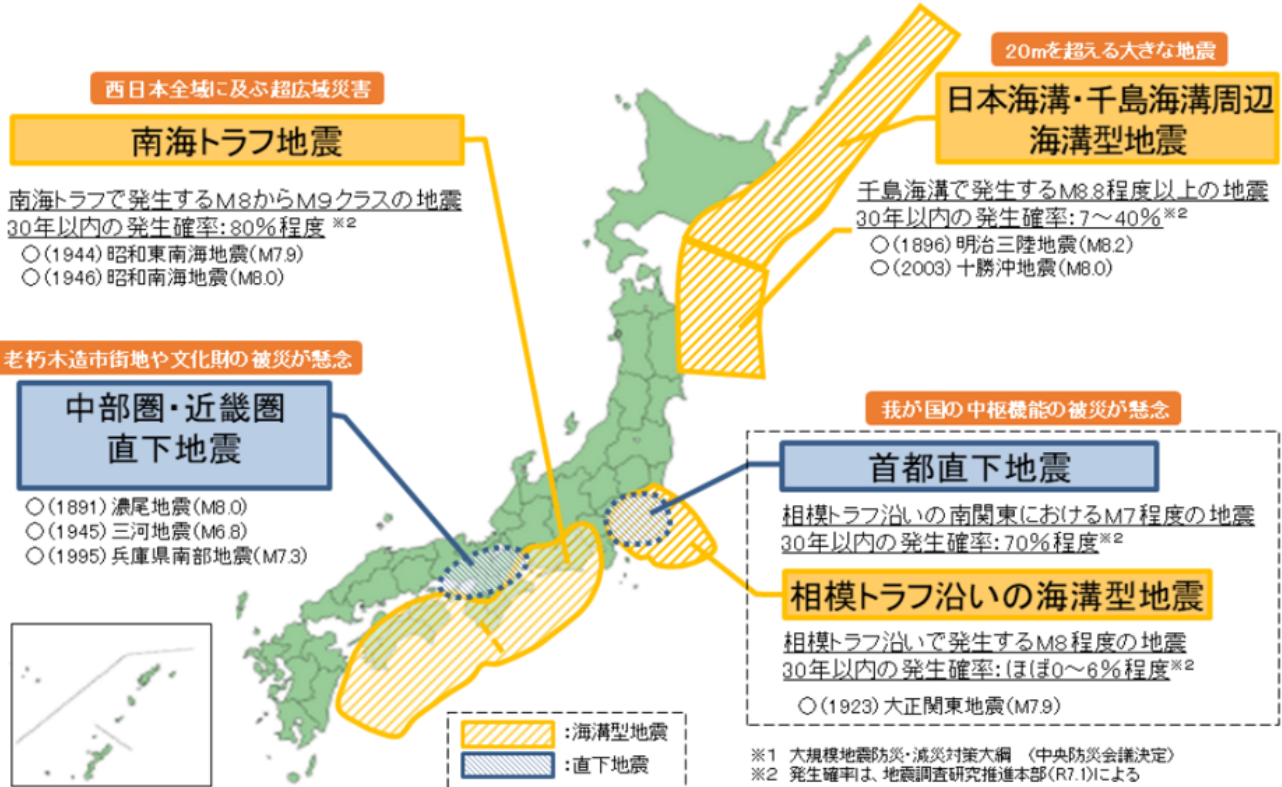 西日本全域に及ぶ超広域災害
南海トラフ地震
南海トラフで発生するM8からM9クラスの地震
30年以内の発生確率:80%程度 ※2
○(1944) 昭和東南海地震(M7.9)
○(1946) 昭和南海地震(M8.0)
20mを超える大きな地震
日本海溝・千島海溝周辺
海溝型地震
千島海溝で発生するM8.8程度以上の地震
30年以内の発生確率:7～40%※2
○(1896) 明治三陸地震(M8.2)
○(2003) 十勝沖地震(M8.0)
老朽木造市街地や文化財の被災が懸念
中部圏・近畿圏
直下地震
○(1891) 濃尾地震(M8.0)
○(1945) 三河地震(M6.8)
○(1995) 兵庫県南部地震(M7.3)
我が国の中枢機能の被災が懸念
首都直下地震
相模トラフ沿いの南関東におけるM7程度の地震
30年以内の発生確率:70%程度※2
相模トラフ沿いの海溝型地震
相模トラフ沿いで発生するM8程度の地震
30年以内の発生確率:ほぼ0～6%程度※2
○(1923) 大正関東地震(M7.9)
:海溝型地震
:直下地震
※1 大規模地震防災・減災対策大綱 (中央防災会議決定)
※2 発生確率は、地震調査研究推進本部(R7.1)による